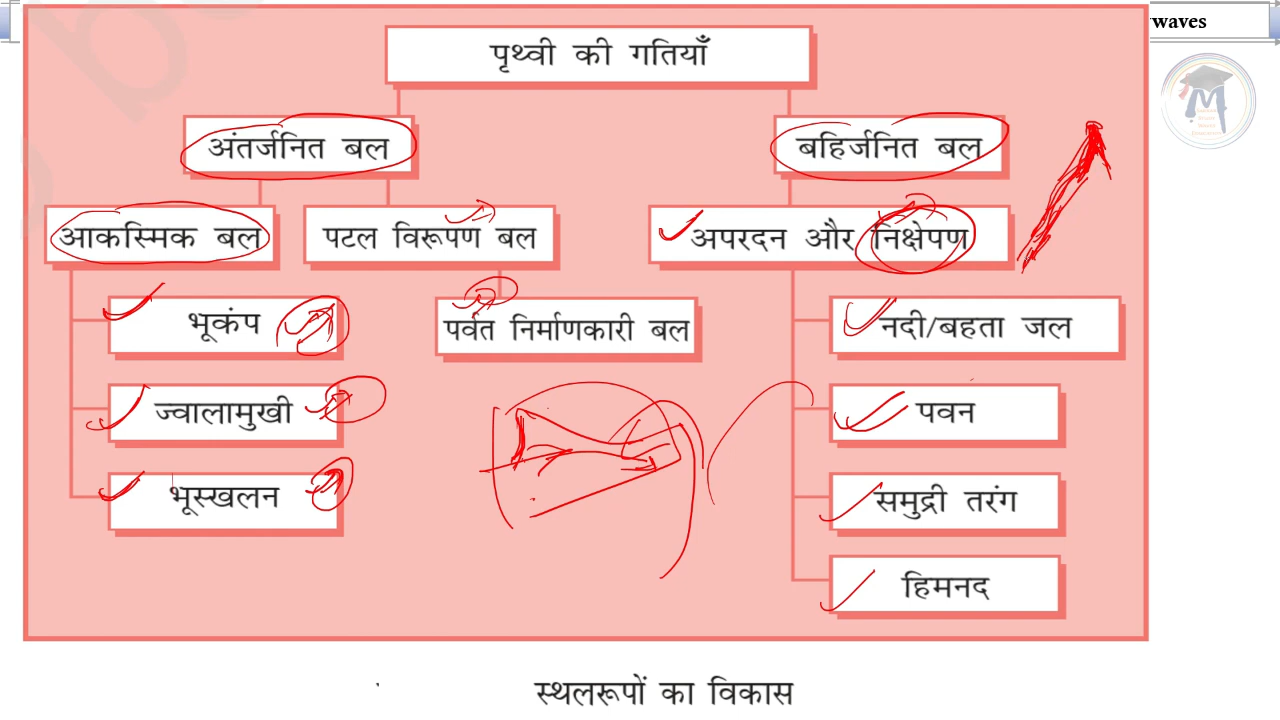 waves
पृथ्वी की गतियाँ
अंतर्जनित बल
बहिर्जनित बल
आकस्मिक बल
पटल विरूपण बल
अपरदन और निक्षेपण
भूकंप
पर्वत निर्माणकारी बल
नदी/बहता जल
ज्वालामुखी
पवन
भूस्खलन
समुद्री तरंग
हिमनद
स्थलरूपों का विकास